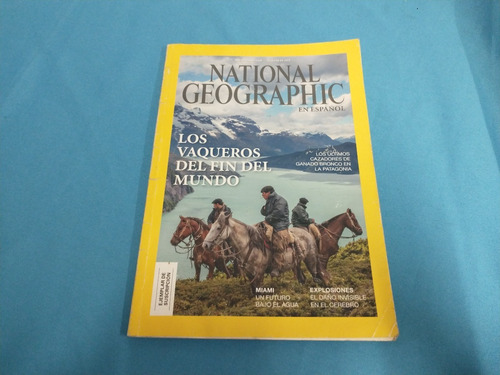 NATIONAL
GEOGRAPHIC
EN ESPAÑOL
LOS
VAQUEROS
DEL FIN DEL
MUNDO
LOS ÚLTIMOS
CAZADORES DE
GANADO BRONCO EN
LA PATAGONIA
MIAMI
UN FUTURO
BAJO EL AGUA
EXPLOSIONES
EL DAÑO INVISIBLE
EN EL CEREBRO
EJEMPLAR DE
SUSCRIPCIÓN